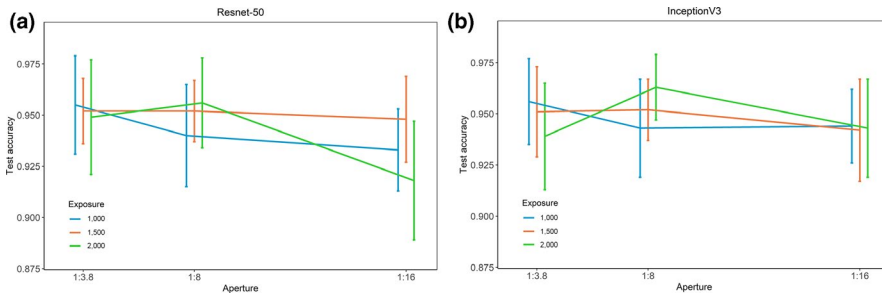 (a)
Resnet-50
Test accuracy
0.975
0.950
0.925
0.900
0.875
Exposure
1,000
1,500
2,000
1:3.8
1:8
1:16
Aperture
(b)
InceptionV3
Test accuracy
0.975
0.950
0.925
0.900
0.875
Exposure
1,000
1,500
2,000
1:3.8
1:8
1:16
Aperture